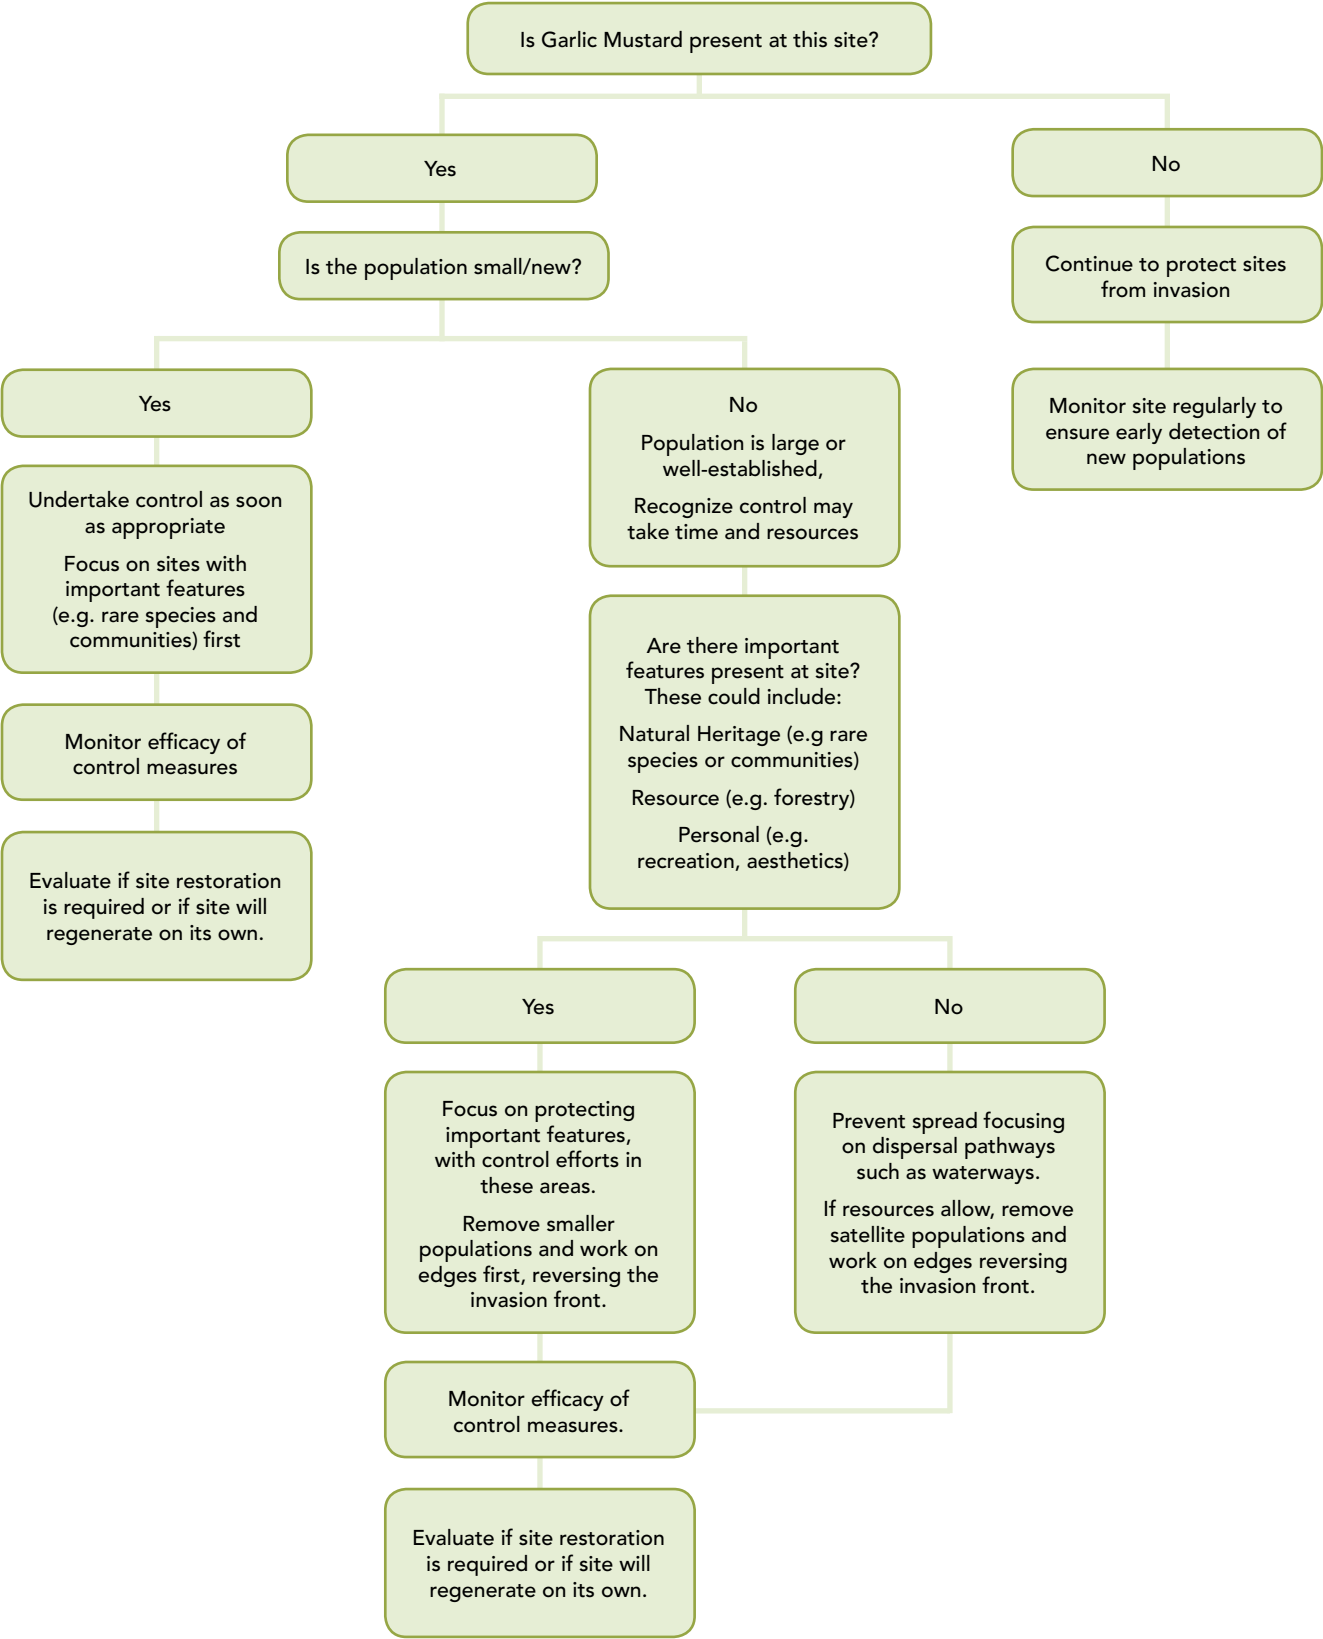 Is Garlic Mustard present at this site?
Yes
No
Is the population small/new?
Continue to protect sites
from invasion
Monitor site regularly to
ensure early detection of
new populations
Yes
Undertake control as soon
as appropriate
Focus on sites with
important features
(e.g. rare species and
communities) first
Monitor efficacy of
control measures
Evaluate if site restoration
is required or if site will
regenerate on its own.
No
Population is large or
well-established,
Recognize control may
take time and resources
Are there important
features present at site?
These could include:
Natural Heritage (e.g rare
species or communities)
Resource (e.g. forestry)
Personal (e.g.
recreation, aesthetics)
Yes
Focus on protecting
important features,
with control efforts in
these areas.
Remove smaller
populations and work on
edges first, reversing the
invasion front.
No
Prevent spread focusing
on dispersal pathways
such as waterways.
If resources allow, remove
satellite populations and
work on edges reversing
the invasion front.
Monitor efficacy of
control measures.
Evaluate if site restoration
is required or if site will
regenerate on its own.